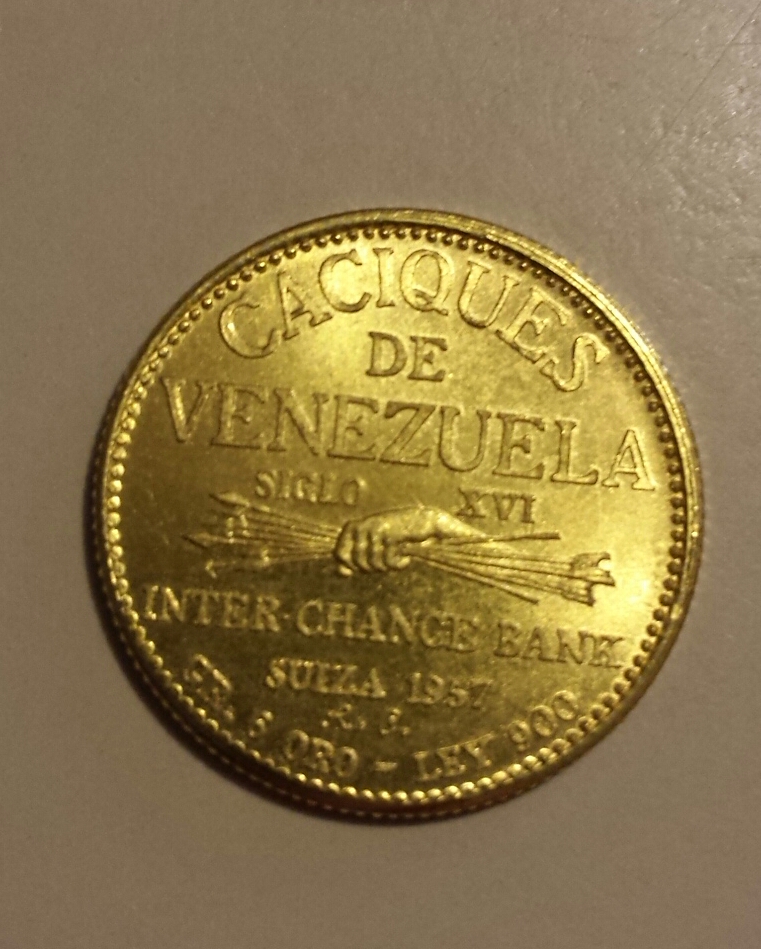 CACIQUES
DE
VENEZUELA
SIGLO XVI
INTER-CHANGE BANK
SUIZA 1957
GR. 6 ORO - LEY 900